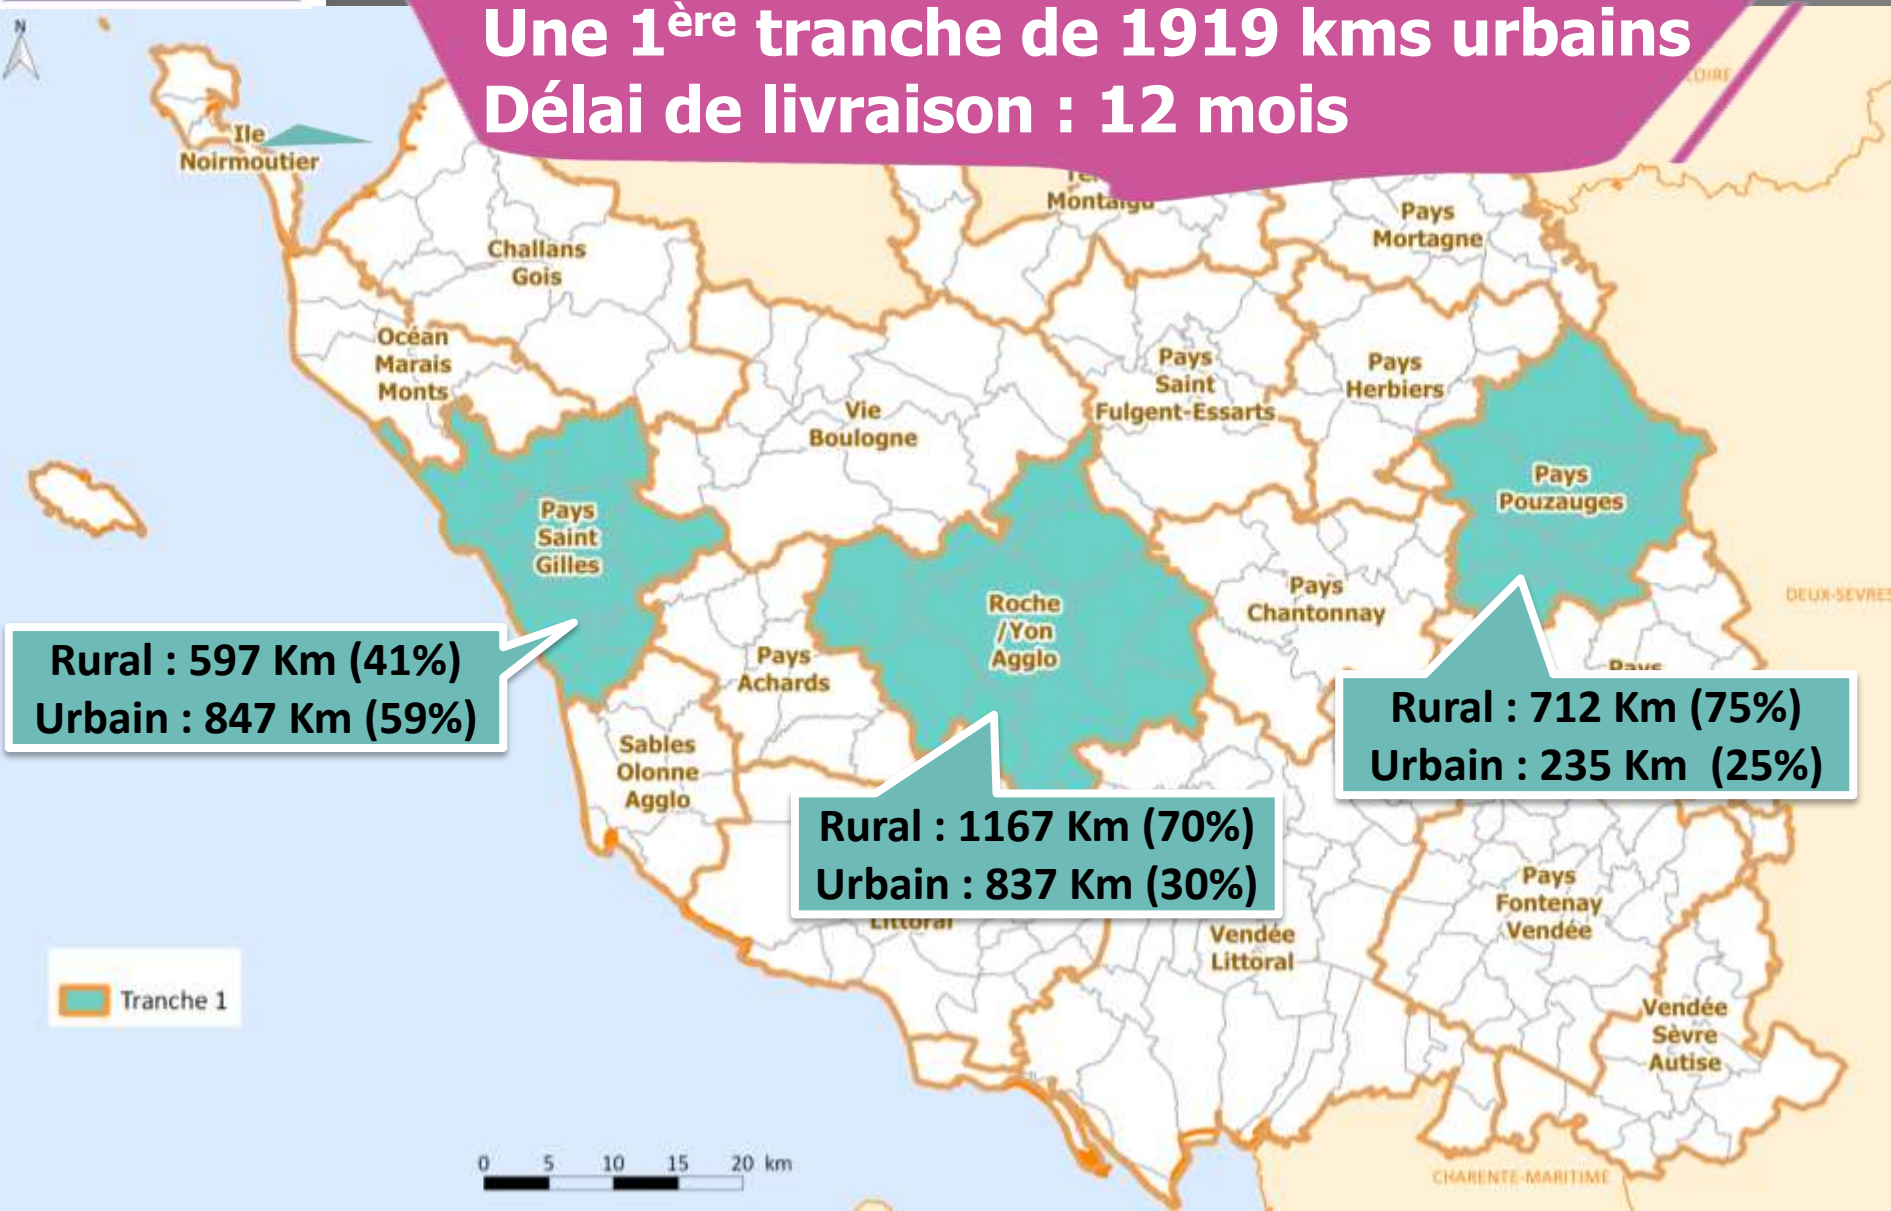 Une 1ère tranche de 1919 kms urbains
Délai de livraison : 12 mois
N
LOIRE
Ile
Noirmoutier
Montaigu
Pays
Mortagne
Challans
Gois
Océan
Marais
Monts
Vie
Boulogne
Pays
Saint
Fulgent-Essarts
Pays
Herbiers
Pays
Pouzauges
Pays
Saint
Gilles
Roche
/Yon
Agglo
Pays
Chantonnay
DEUX-SEVRES
Pays
Achards
Pays
Rural : 597 Km (41%)
Urbain : 847 Km (59%)
Rural : 712 Km (75%)
Urbain : 235 Km (25%)
Sables
Olonne
Agglo
Rural : 1167 Km (70%)
Urbain : 837 Km (30%)
Littoral
Vendée
Littoral
Pays
Fontenay
Vendée
Vendée
Sèvre
Autise
Tranche 1
0 5 10 15 20 km
CHARENTE-MARITIME